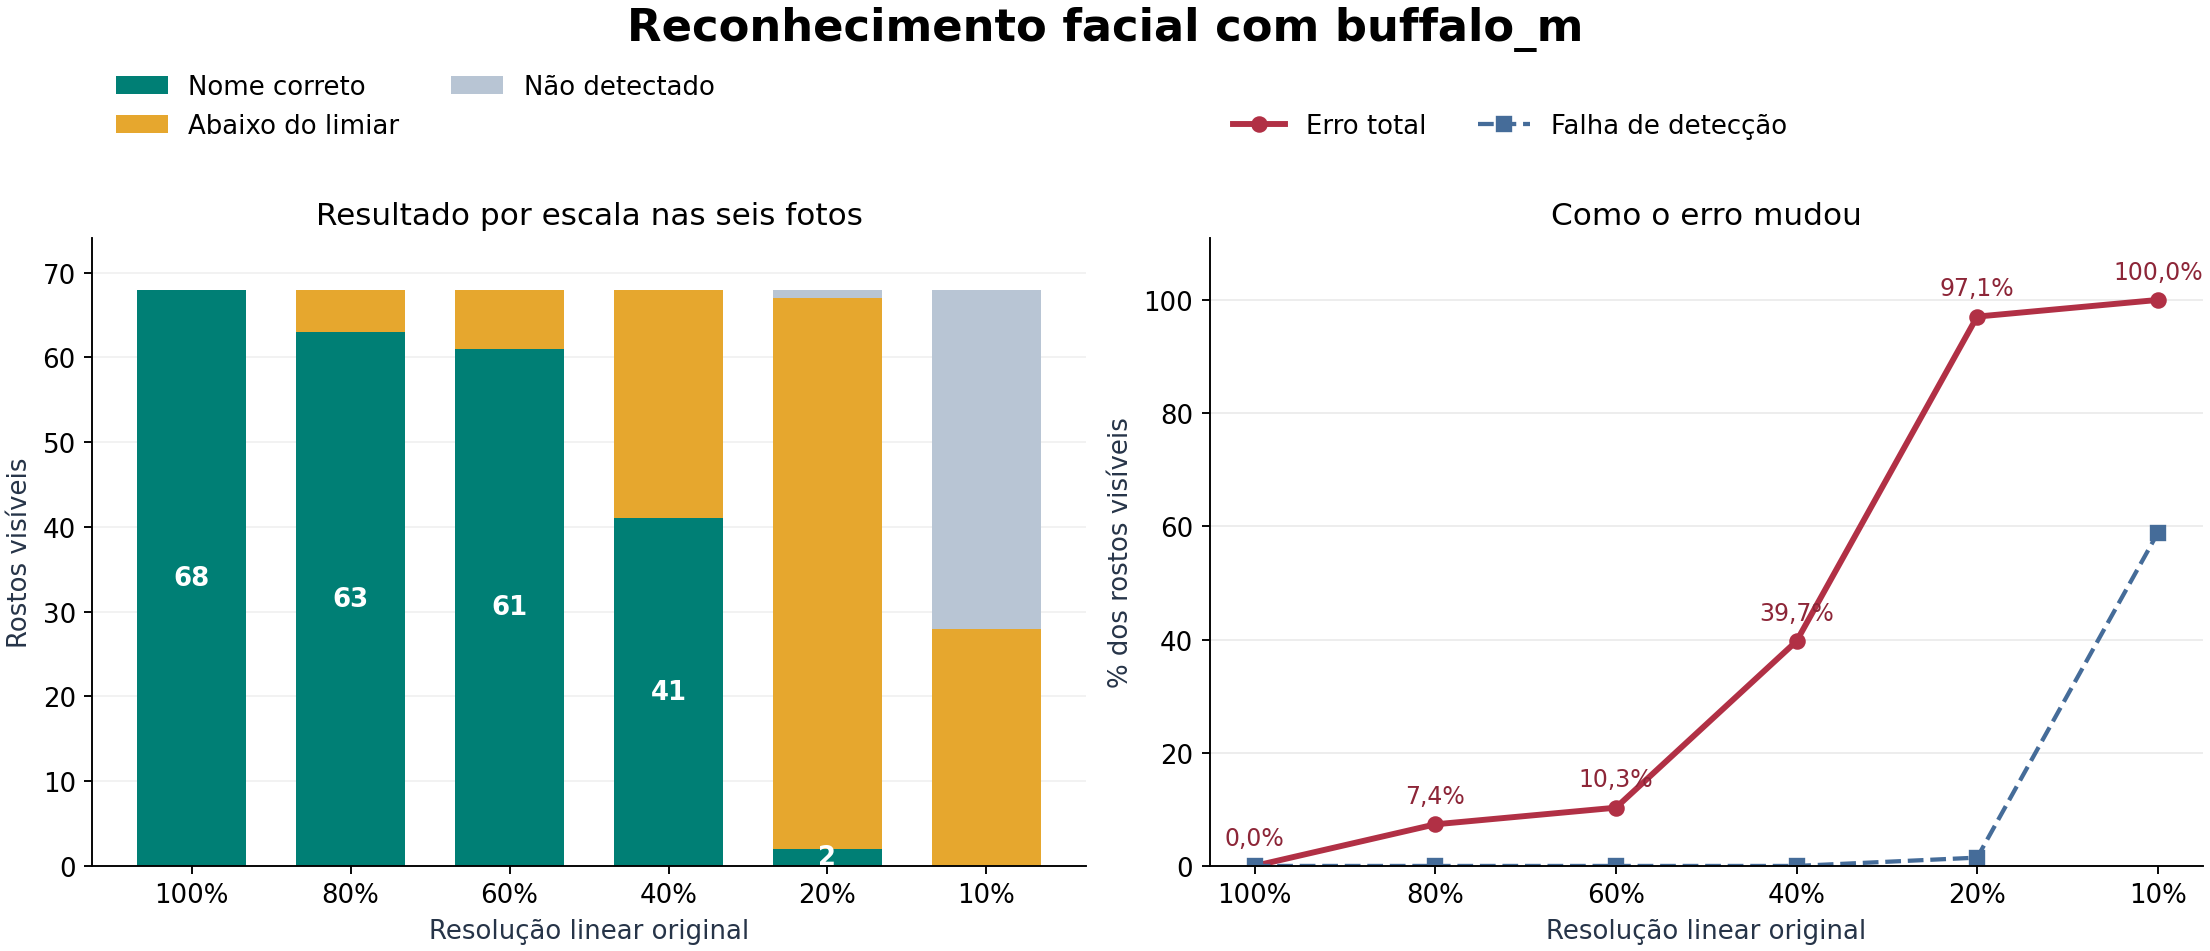 Reconhecimento facial com buffalo_m
Nome correto
Abaixo do limiar
Não detectado
Resultado por escala nas seis fotos
Rostos visíveis
70
60
50
40
30
20
10
0
68
63
61
41
2
100% 80% 60% 40% 20% 10%
Resolução linear original
Erro total
Falha de detecção
Como o erro mudou
% dos rostos visíveis
100
80
60
40
20
0
0,0%
7,4%
10,3%
39,7%
97,1%
100,0%
100% 80% 60% 40% 20% 10%
Resolução linear original